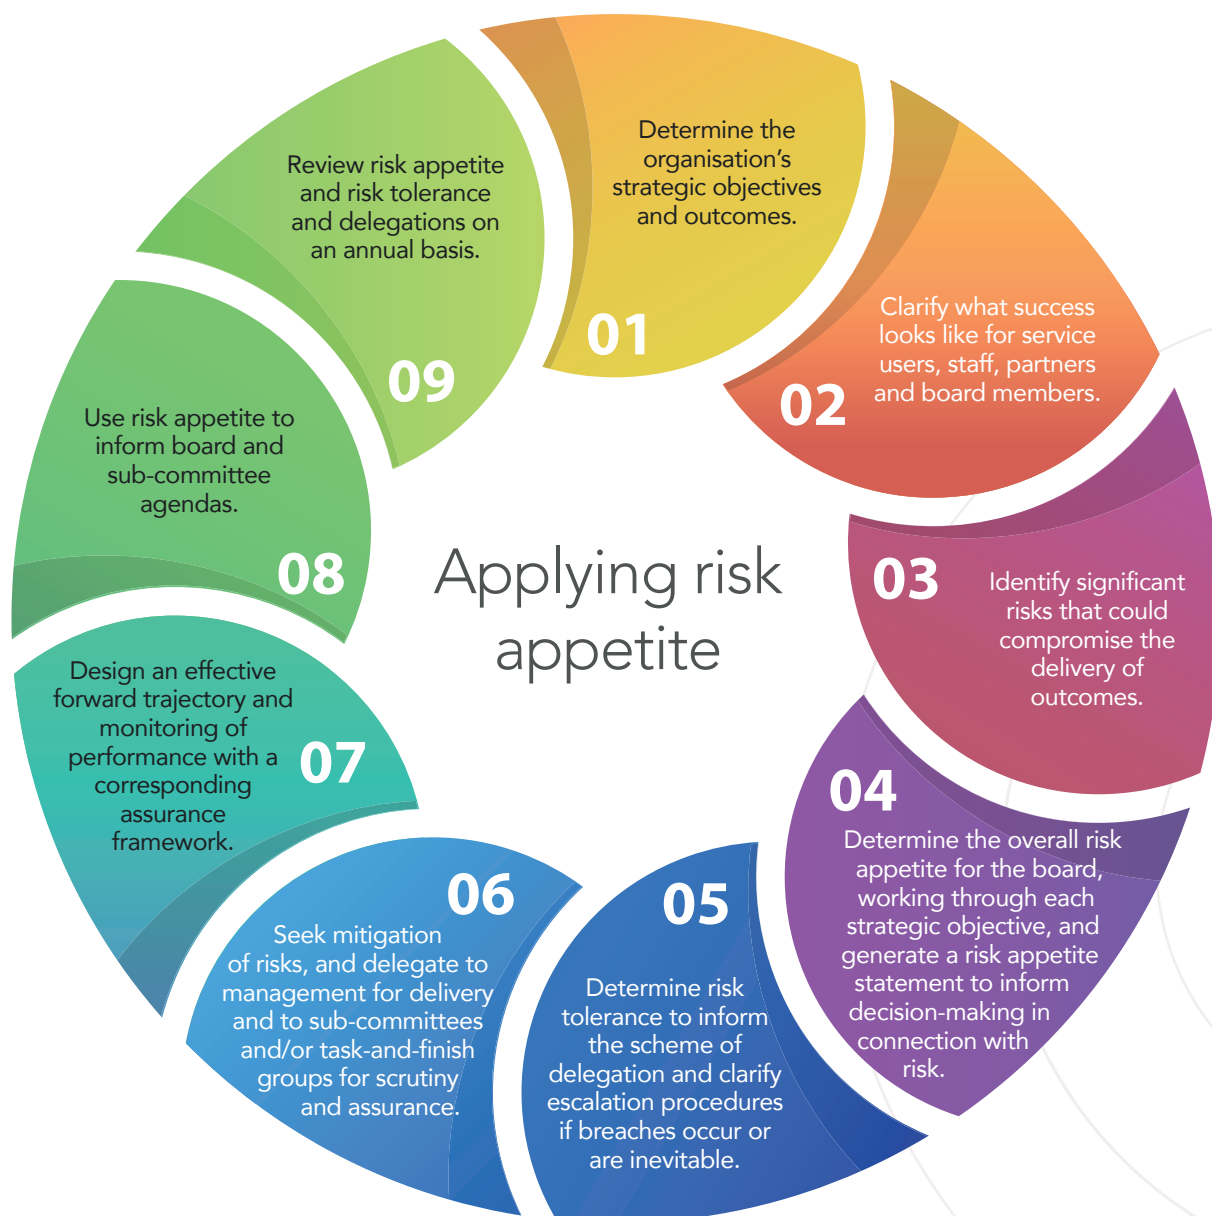 Applying risk
appetite
01
Determine the
organisation’s
strategic objectives
and outcomes.
02
Clarify what success
looks like for service
users, staff, partners
and board members.
03
Identify significant
risks that could
compromise the
delivery of
outcomes.
04
Determine the overall risk
appetite for the board,
working through each
strategic objective, and
generate a risk appetite
statement to inform
decision-making in
connection with
risk.
05
Determine risk
tolerance to inform
the scheme of
delegation and clarify
escalation procedures
if breaches occur or
are inevitable.
06
Seek mitigation
of risks, and delegate to
management for delivery
and to sub-committees
and/or task-and-finish
groups for scrutiny
and assurance.
07
Design an effective
forward trajectory and
monitoring of
performance with a
corresponding
assurance
framework.
08
Use risk appetite to
inform board and
sub-committee
agendas.
09
Review risk appetite
and risk tolerance
and delegations on
an annual basis.